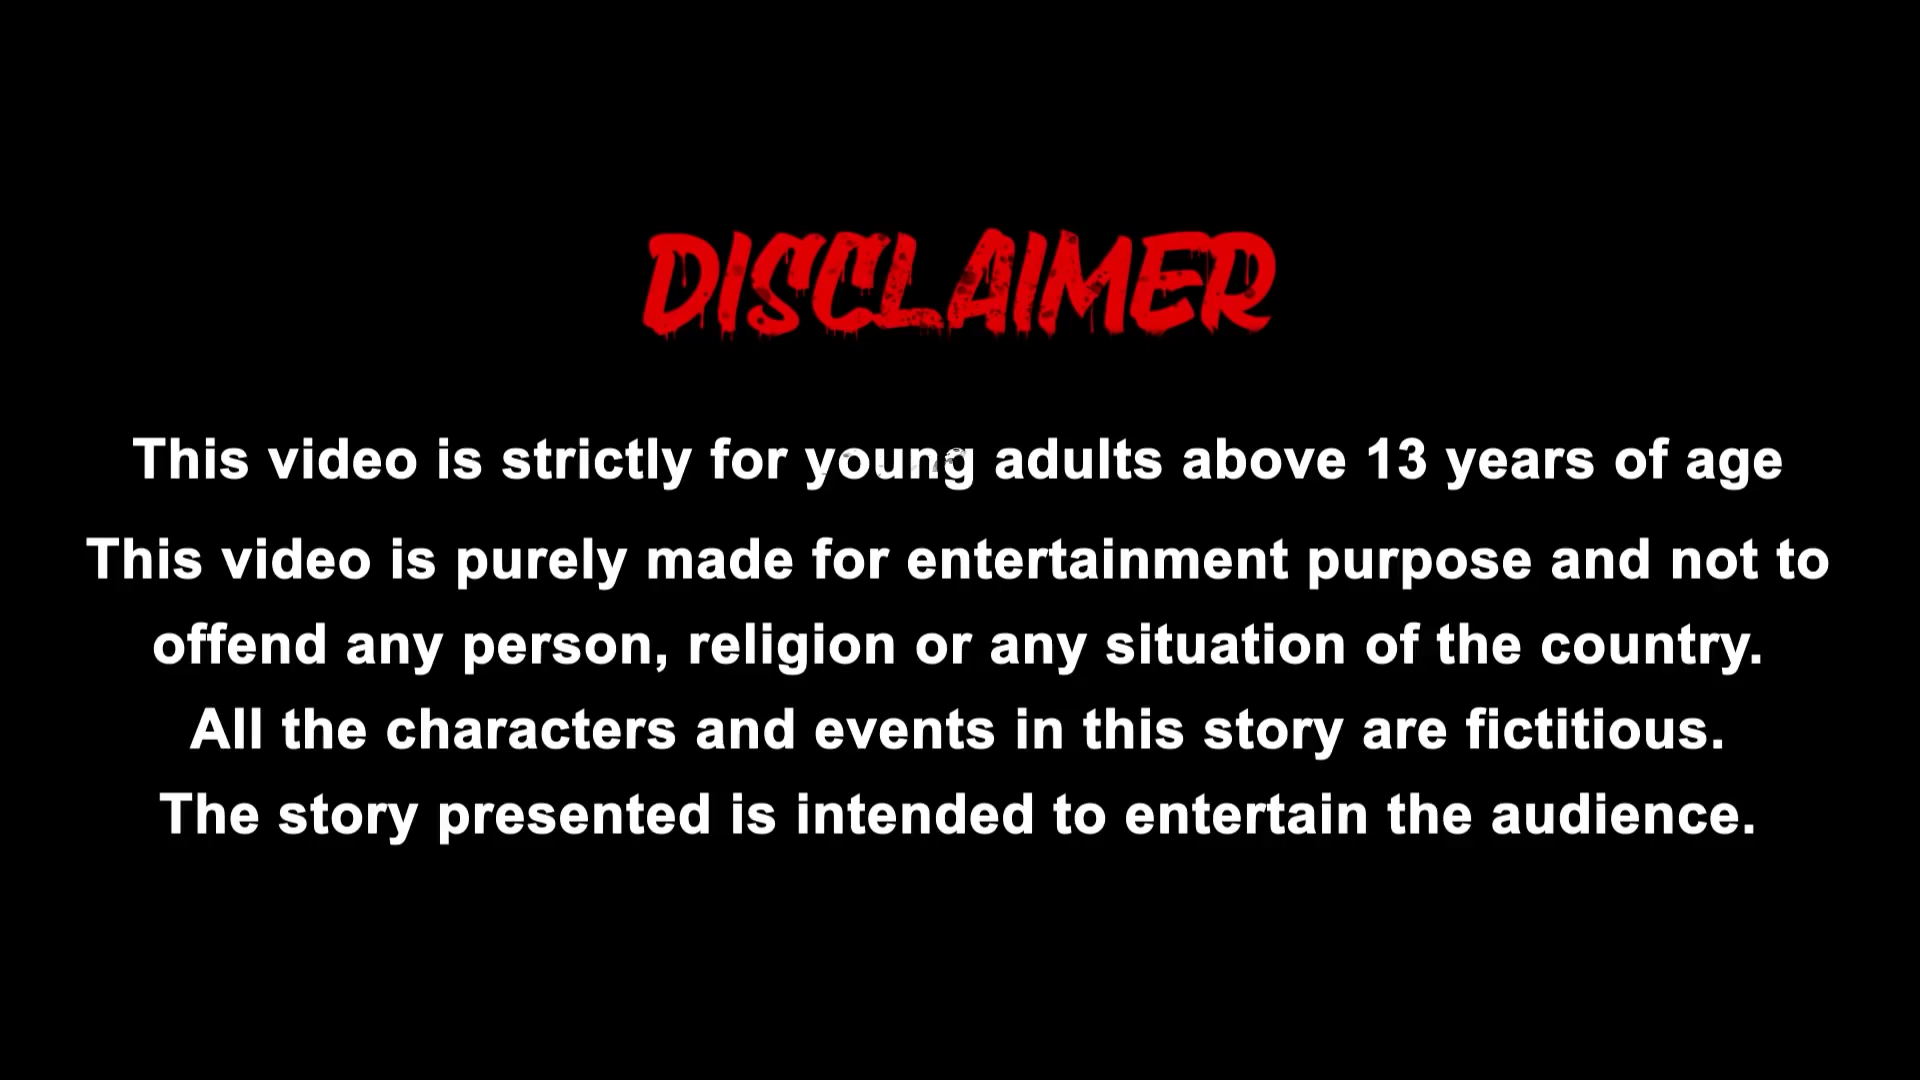 DISCLAIMER
This video is strictly for young adults above 13 years of age
This video is purely made for entertainment purpose and not to
offend any person, religion or any situation of the country.
All the characters and events in this story are fictitious.
The story presented is intended to entertain the audience.